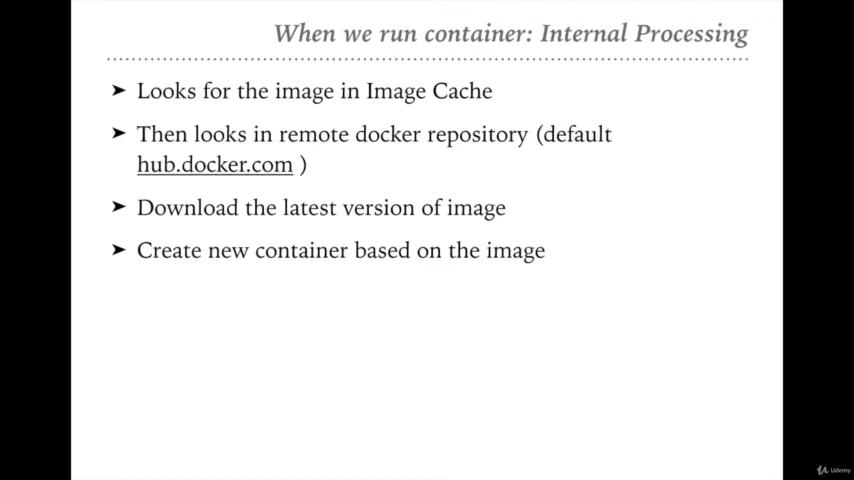 When we run container: Internal Processing
➤ Looks for the image in Image Cache
➤ Then looks in remote docker repository (default
hub.docker.com )
➤ Download the latest version of image
➤ Create new container based on the image
Udemy